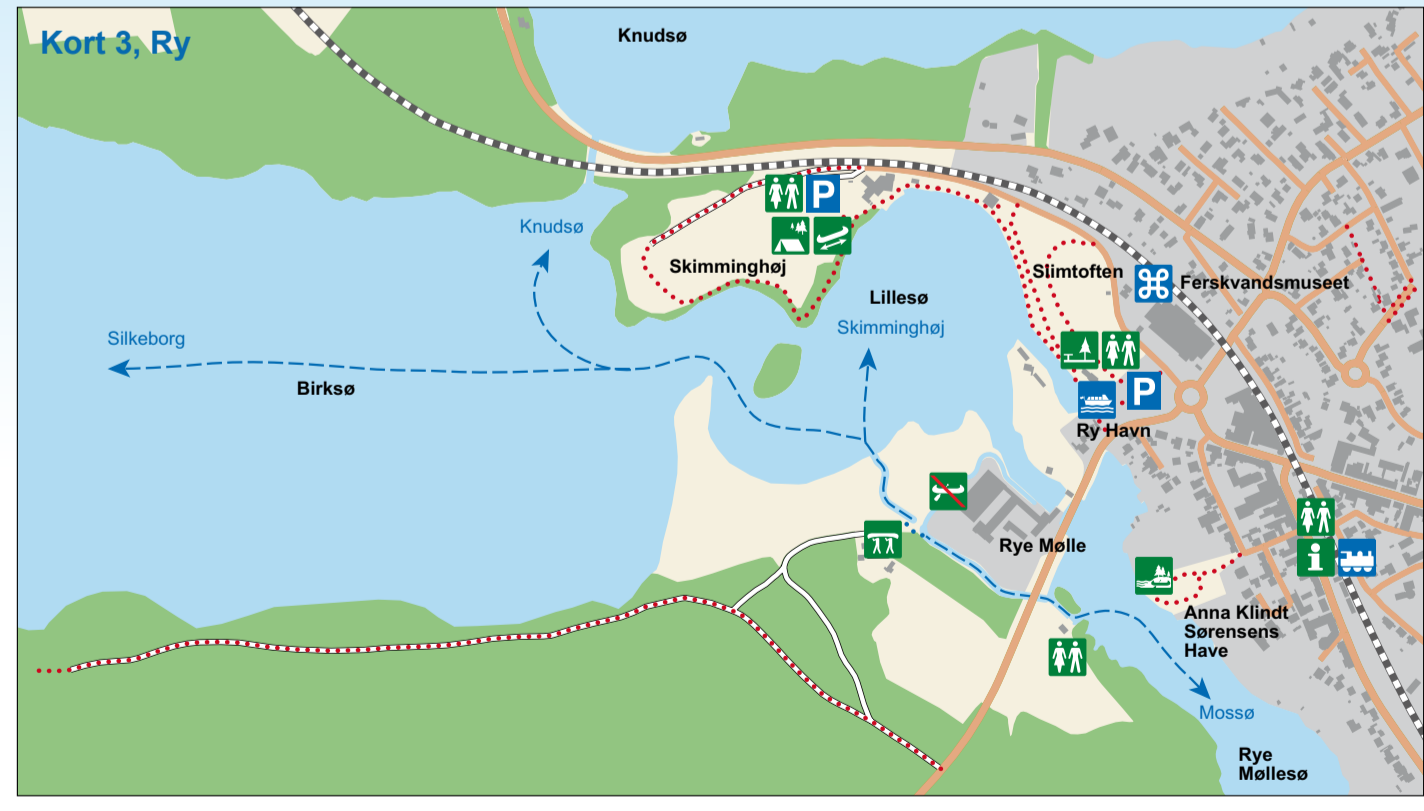 Kort 3, Ry
Knudsø
Knudsø
P
Skimminghøj
Slimtoften
⌘
Ferskvandsmuseet
Lillesø
Skimminghøj
Silkeborg
Birksø
P
Ry Havn
Rye Mølle
i
Anna Klindt
Sørensens
Have
Mossø
Rye
Møllesø